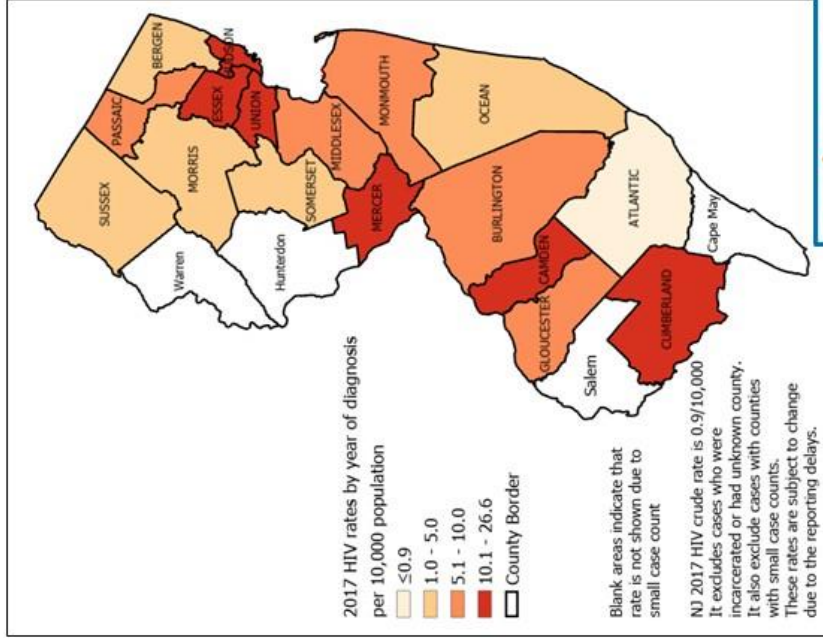 SUSSEX
PASSAIC
BERGEN
Warren
MORRIS
ESSEX
HUDSON
UNION
Hunterdon
SOMERSET
MIDDLESEX
MERCER
MONMOUTH
OCEAN
BURLINGTON
CAMDEN
GLOUCESTER
Salem
ATLANTIC
CUMBERLAND
Cape May
2017 HIV rates by year of diagnosis
per 10,000 population
≤0.9
1.0 - 5.0
5.1 - 10.0
10.1 - 26.6
County Border
Blank areas indicate that
rate is not shown due to
small case count
NJ 2017 HIV crude rate is 0.9/10,000
It excludes cases who were
incarcerated or had unknown county.
It also exclude cases with counties
with small case counts.
These rates are subject to change
due to the reporting delays.